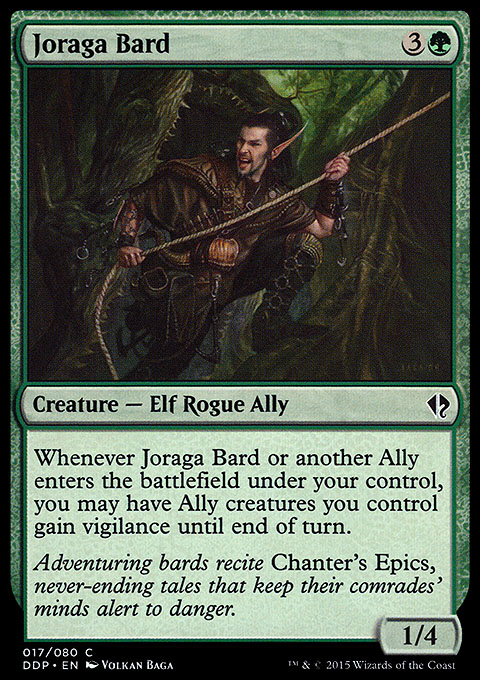 Joraga Bard 3
Creature — Elf Rogue Ally
Whenever Joraga Bard or another Ally
enters the battlefield under your control,
you may have Ally creatures you control
gain vigilance until end of turn.
Adventuring bards recite Chanter's Epics,
never-ending tales that keep their comrades'
minds alert to danger.
1/4
017/080 C
DDP • EN Volkan Baga
™ & © 2015 Wizards of the Coast